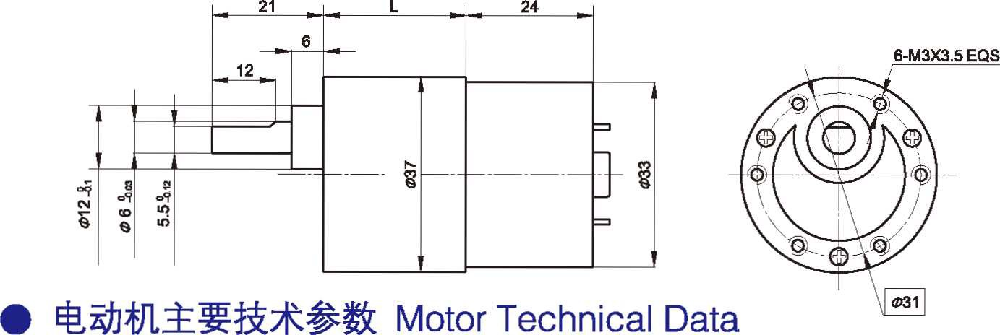 21 L 24
6
12
6-M3X3.5 EQS
Φ12 0 -0.1
Φ6 0 -0.03
5.5 0 -0.12
Φ37
Φ33
Φ31
电动机主要技术参数 Motor Technical Data